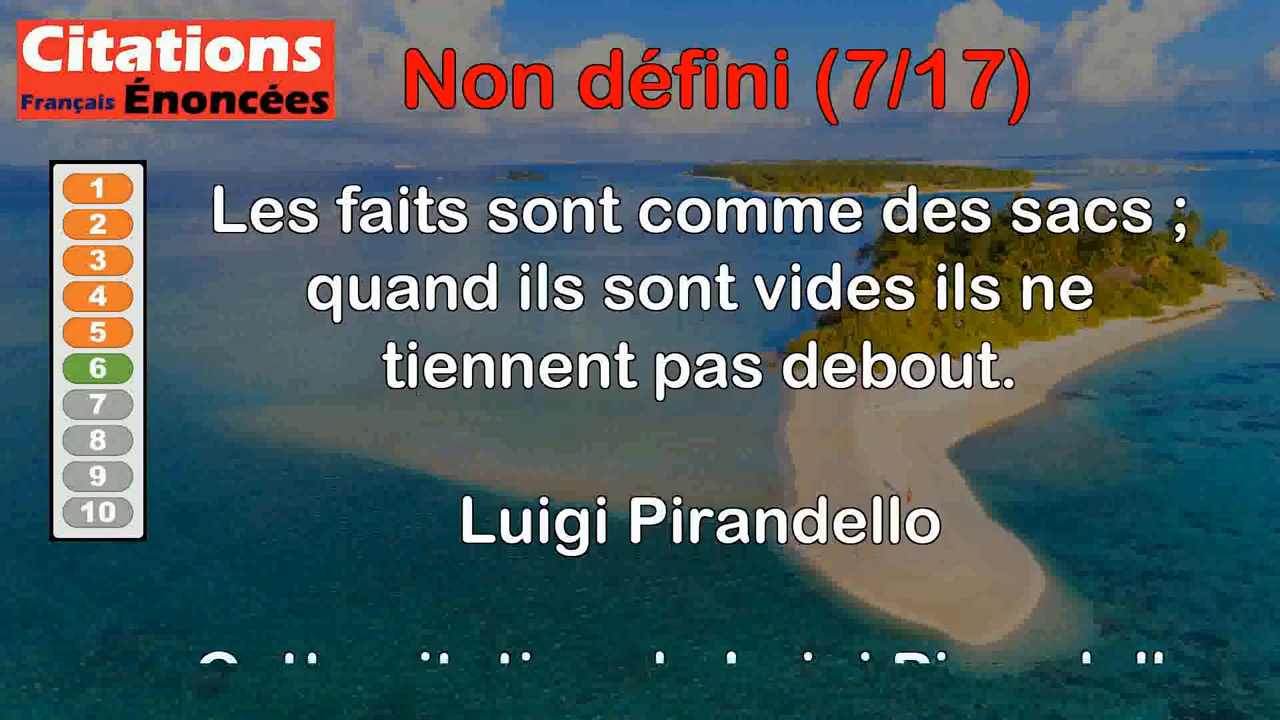 Citations
Français Énoncées
Non défini (7/17)
1
2
3
4
5
6
7
8
9
10
Les faits sont comme des sacs ;
quand ils sont vides ils ne
tiennent pas debout.
Luigi Pirandello